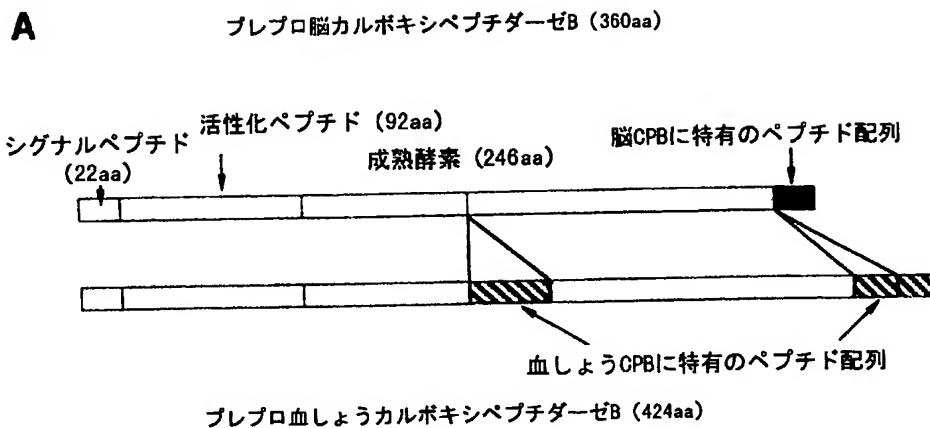 A
プレプロ脳カルボキシペプチダーゼB（360aa）
シグナルペプチド
（22aa）
活性化ペプチド（92aa）
成熟酵素（246aa）
脳CPBに特有のペプチド配列
血しょうCPBに特有のペプチド配列
プレプロ血しょうカルボキシペプチダーゼB（424aa）